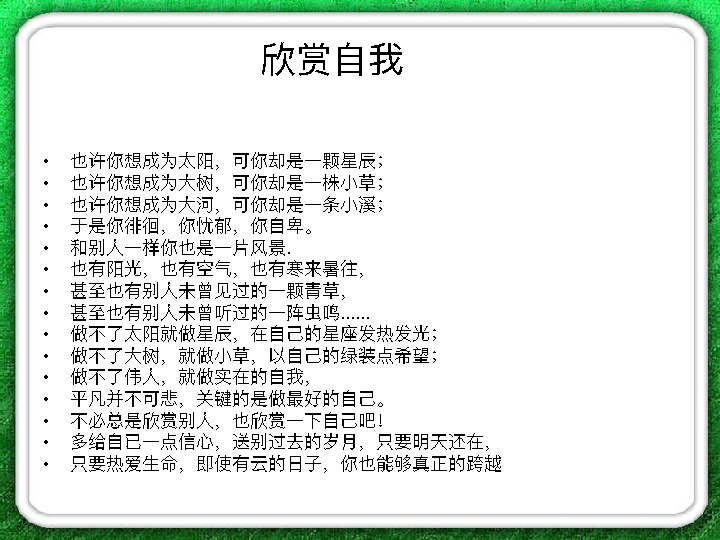 欣赏自我
• 也许你想成为太阳，可你却是一颗星辰；
• 也许你想成为大树，可你却是一株小草；
• 也许你想成为大河，可你却是一条小溪；
• 于是你徘徊，你忧郁，你自卑。
• 和别人一样你也是一片风景.
• 也有阳光，也有空气，也有寒来暑往，
• 甚至也有别人未曾见过的一颗青草，
• 甚至也有别人未曾听过的一阵虫鸣......
• 做不了太阳就做星辰，在自己的星座发热发光；
• 做不了大树，就做小草，以自己的绿装点希望；
• 做不了伟人，就做实在的自我，
• 平凡并不可悲，关键的是做最好的自己。
• 不必总是欣赏别人，也欣赏一下自己吧！
• 多给自已一点信心，送别过去的岁月，只要明天还在，
• 只要热爱生命，即使有云的日子，你也能够真正的跨越